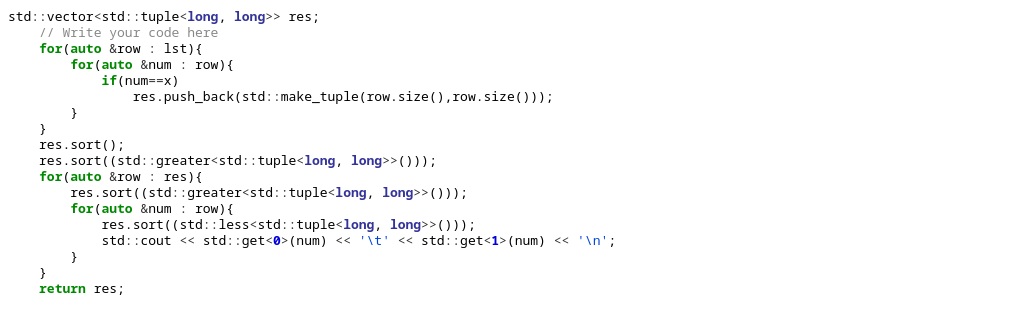 std::vector<std::tuple<long, long>> res;
    // Write your code here
    for(auto &row : lst){
        for(auto &num : row){
            if(num==x)
                res.push_back(std::make_tuple(row.size(),row.size()));
        }
    }
    res.sort();
    res.sort((std::greater<std::tuple<long, long>>()));
    for(auto &row : res){
        res.sort((std::greater<std::tuple<long, long>>()));
        for(auto &num : row){
            res.sort((std::less<std::tuple<long, long>>()));
            std::cout << std::get<0>(num) << '\t' << std::get<1>(num) << '\n';
        }
    }
    return res;